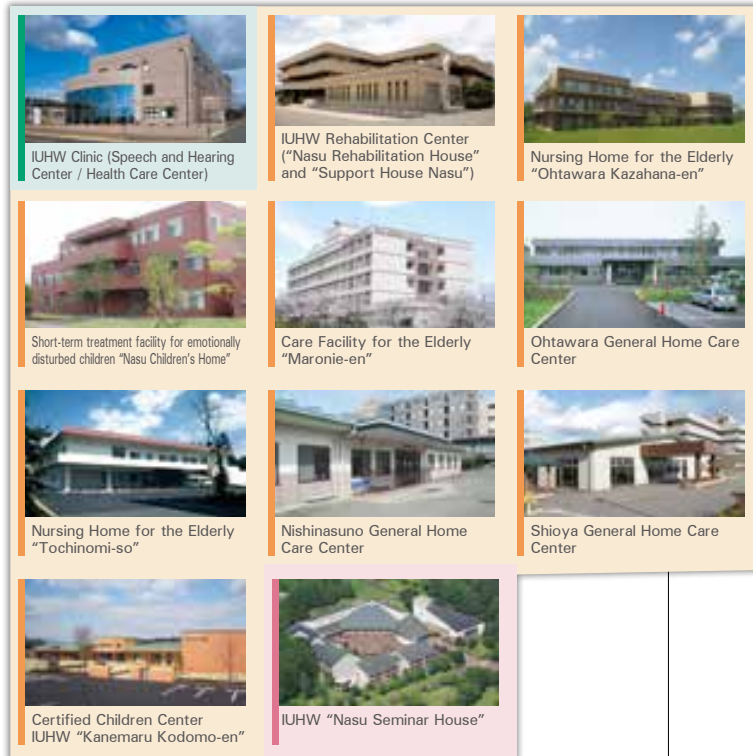 IUHW Clinic (Speech and Hearing
Center / Health Care Center)
IUHW Rehabilitation Center
(“Nasu Rehabilitation House”
and “Support House Nasu”)
Nursing Home for the Elderly
“Ohtawara Kazahana-en”
Short-term treatment facility for emotionally
disturbed children “Nasu Children’s Home”
Care Facility for the Elderly
“Maronie-en”
Ohtawara General Home Care
Center
Nursing Home for the Elderly
“Tochinomi-so”
Nishinasuno General Home
Care Center
Shioya General Home Care
Center
Certified Children Center
IUHW “Kanemaru Kodomo-en”
IUHW “Nasu Seminar House”